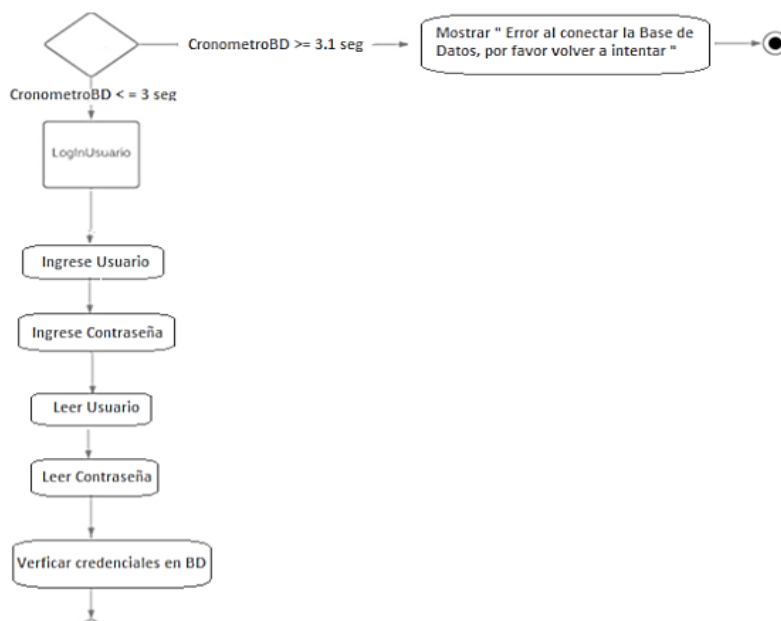 CronometroBD >= 3.1 seg
Mostrar " Error al conectar la Base de
Datos, por favor volver a intentar "
CronometroBD < = 3 seg
LogInUsuario
Ingrese Usuario
Ingrese Contraseña
Leer Usuario
Leer Contraseña
Verficar credenciales en BD